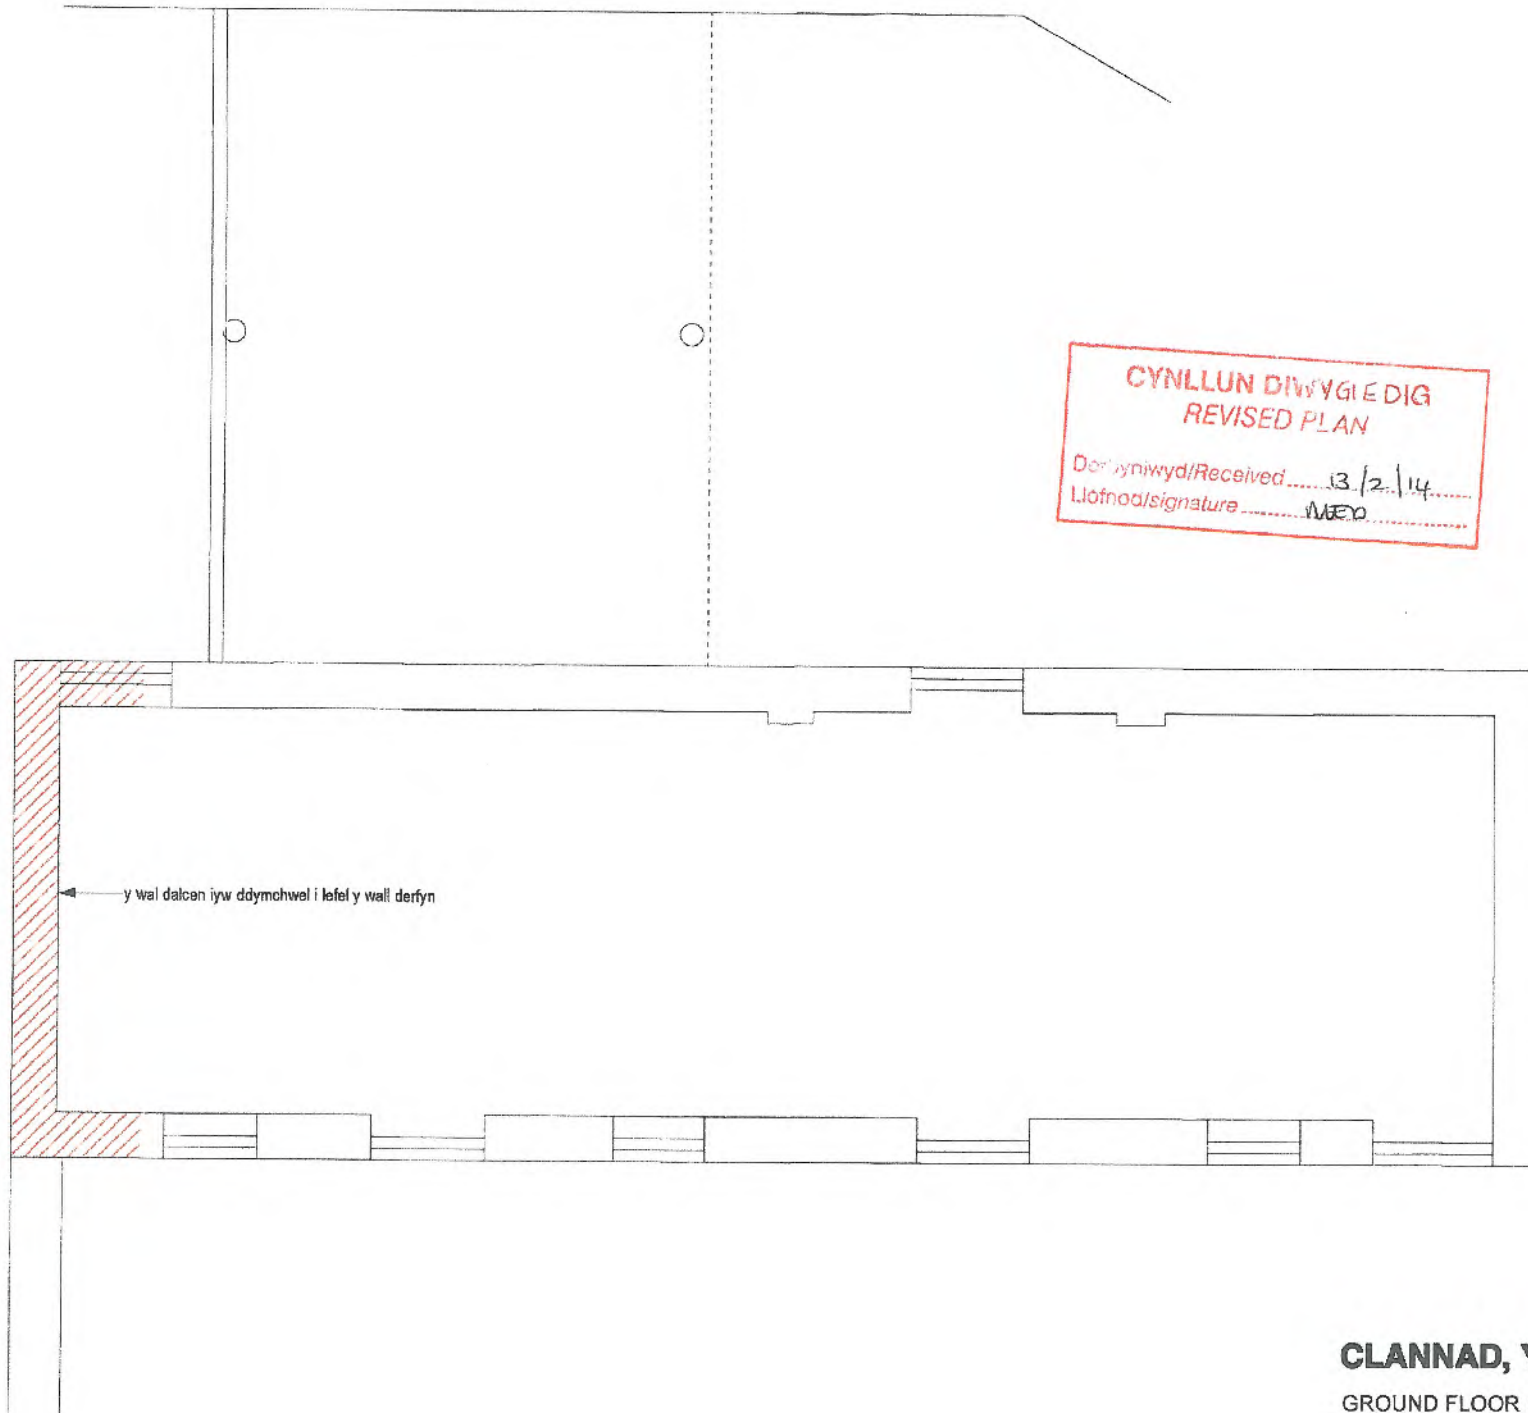 CYNLLUN DIWYGIEDIG
REVISED PLAN
Derbyniwyd/Received 13/2/14
Llofnod/signature
y wal dalcen iyw ddymchwel i lefel y wall derfyn
CLANNAD, Y
GROUND FLOOR